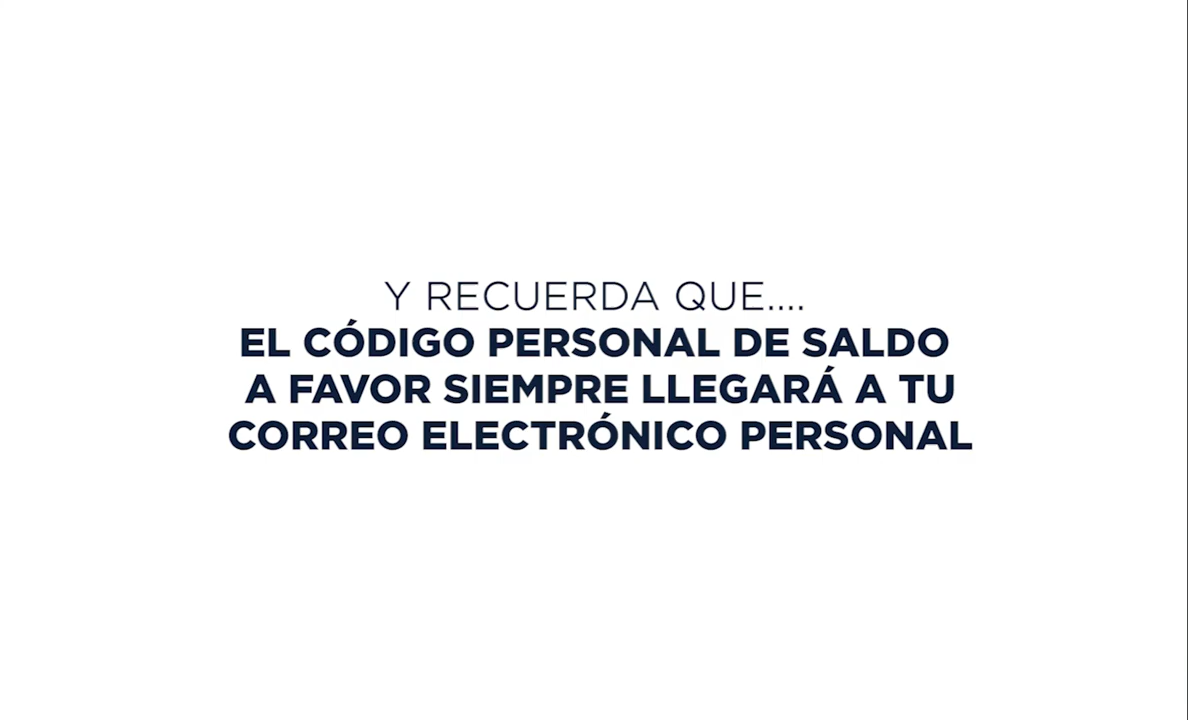 Y RECUERDA QUE....
EL CÓDIGO PERSONAL DE SALDO
A FAVOR SIEMPRE LLEGARÁ A TU
CORREO ELECTRÓNICO PERSONAL